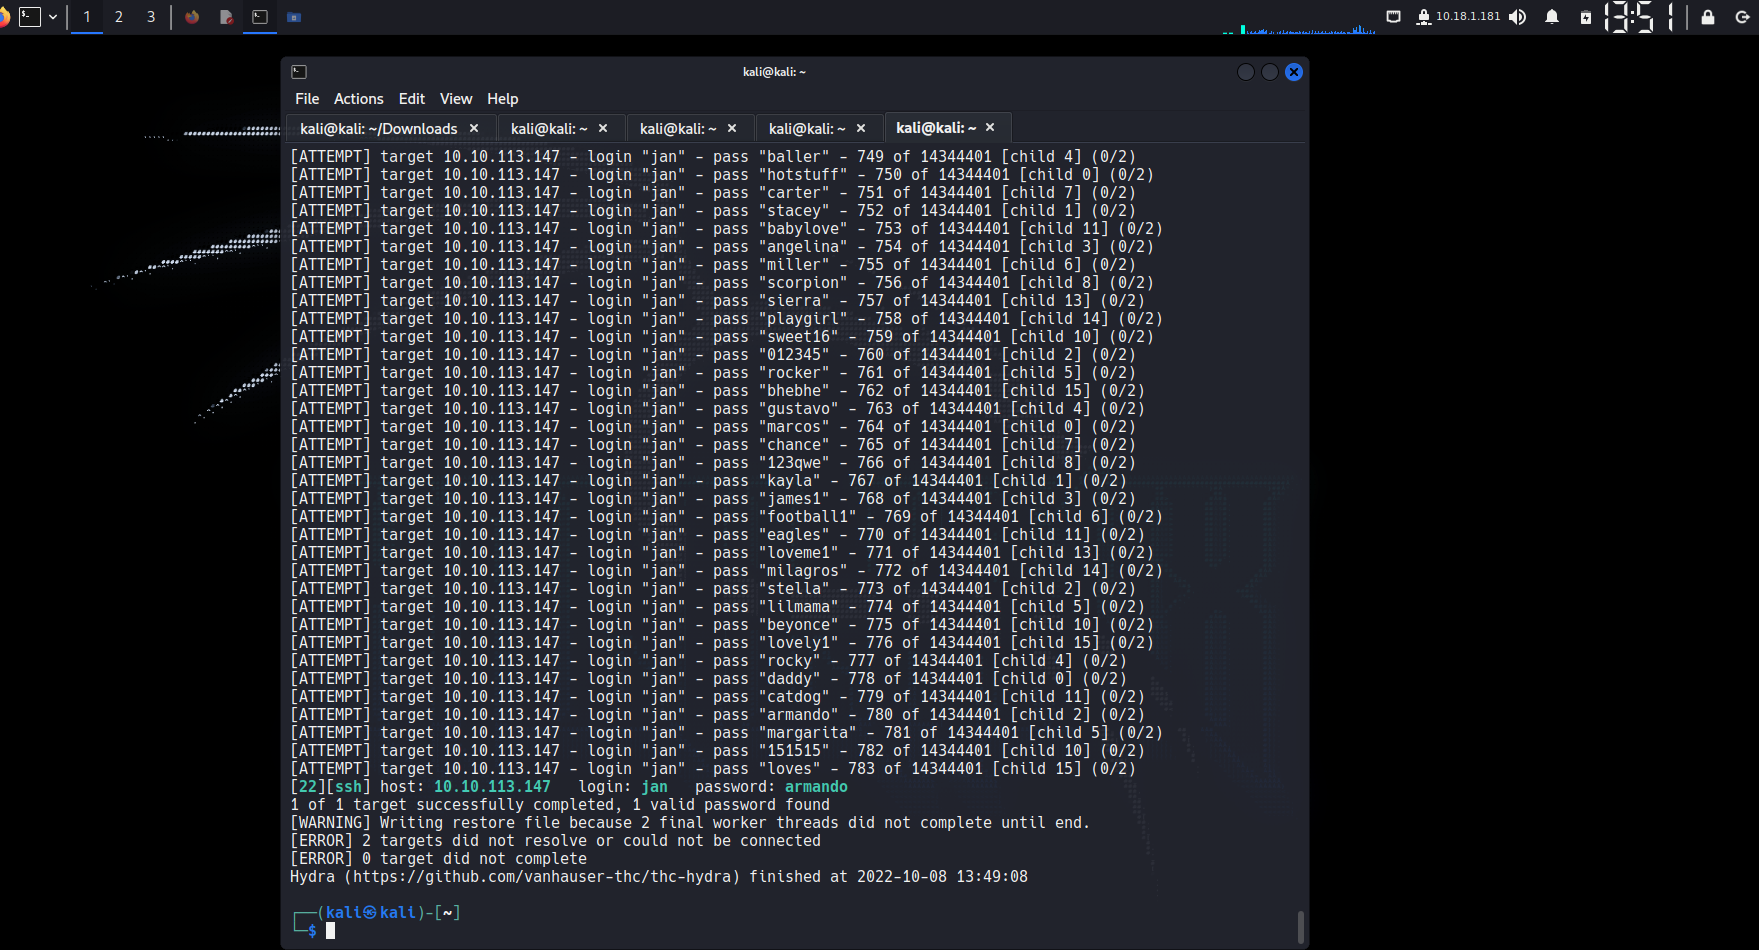 1 2 3 10.18.1.181 13:51
kali@kali: ~
File Actions Edit View Help
kali@kali: ~/Downloads × kali@kali: ~ × kali@kali: ~ × kali@kali: ~ × kali@kali: ~ ×
[ATTEMPT] target 10.10.113.147 - login "jan" - pass "baller" - 749 of 14344401 [child 4] (0/2)
[ATTEMPT] target 10.10.113.147 - login "jan" - pass "hotstuff" - 750 of 14344401 [child 0] (0/2)
[ATTEMPT] target 10.10.113.147 - login "jan" - pass "carter" - 751 of 14344401 [child 7] (0/2)
[ATTEMPT] target 10.10.113.147 - login "jan" - pass "stacey" - 752 of 14344401 [child 1] (0/2)
[ATTEMPT] target 10.10.113.147 - login "jan" - pass "babylove" - 753 of 14344401 [child 11] (0/2)
[ATTEMPT] target 10.10.113.147 - login "jan" - pass "angelina" - 754 of 14344401 [child 3] (0/2)
[ATTEMPT] target 10.10.113.147 - login "jan" - pass "miller" - 755 of 14344401 [child 6] (0/2)
[ATTEMPT] target 10.10.113.147 - login "jan" - pass "scorpion" - 756 of 14344401 [child 8] (0/2)
[ATTEMPT] target 10.10.113.147 - login "jan" - pass "sierra" - 757 of 14344401 [child 13] (0/2)
[ATTEMPT] target 10.10.113.147 - login "jan" - pass "playgirl" - 758 of 14344401 [child 14] (0/2)
[ATTEMPT] target 10.10.113.147 - login "jan" - pass "sweet16" - 759 of 14344401 [child 10] (0/2)
[ATTEMPT] target 10.10.113.147 - login "jan" - pass "012345" - 760 of 14344401 [child 2] (0/2)
[ATTEMPT] target 10.10.113.147 - login "jan" - pass "rocker" - 761 of 14344401 [child 5] (0/2)
[ATTEMPT] target 10.10.113.147 - login "jan" - pass "bhebhe" - 762 of 14344401 [child 15] (0/2)
[ATTEMPT] target 10.10.113.147 - login "jan" - pass "gustavo" - 763 of 14344401 [child 4] (0/2)
[ATTEMPT] target 10.10.113.147 - login "jan" - pass "marcos" - 764 of 14344401 [child 0] (0/2)
[ATTEMPT] target 10.10.113.147 - login "jan" - pass "chance" - 765 of 14344401 [child 7] (0/2)
[ATTEMPT] target 10.10.113.147 - login "jan" - pass "123qwe" - 766 of 14344401 [child 8] (0/2)
[ATTEMPT] target 10.10.113.147 - login "jan" - pass "kayla" - 767 of 14344401 [child 1] (0/2)
[ATTEMPT] target 10.10.113.147 - login "jan" - pass "james1" - 768 of 14344401 [child 3] (0/2)
[ATTEMPT] target 10.10.113.147 - login "jan" - pass "football1" - 769 of 14344401 [child 6] (0/2)
[ATTEMPT] target 10.10.113.147 - login "jan" - pass "eagles" - 770 of 14344401 [child 11] (0/2)
[ATTEMPT] target 10.10.113.147 - login "jan" - pass "loveme1" - 771 of 14344401 [child 13] (0/2)
[ATTEMPT] target 10.10.113.147 - login "jan" - pass "milagros" - 772 of 14344401 [child 14] (0/2)
[ATTEMPT] target 10.10.113.147 - login "jan" - pass "stella" - 773 of 14344401 [child 2] (0/2)
[ATTEMPT] target 10.10.113.147 - login "jan" - pass "lilmama" - 774 of 14344401 [child 5] (0/2)
[ATTEMPT] target 10.10.113.147 - login "jan" - pass "beyonce" - 775 of 14344401 [child 10] (0/2)
[ATTEMPT] target 10.10.113.147 - login "jan" - pass "lovely1" - 776 of 14344401 [child 15] (0/2)
[ATTEMPT] target 10.10.113.147 - login "jan" - pass "rocky" - 777 of 14344401 [child 4] (0/2)
[ATTEMPT] target 10.10.113.147 - login "jan" - pass "daddy" - 778 of 14344401 [child 0] (0/2)
[ATTEMPT] target 10.10.113.147 - login "jan" - pass "catdog" - 779 of 14344401 [child 11] (0/2)
[ATTEMPT] target 10.10.113.147 - login "jan" - pass "armando" - 780 of 14344401 [child 2] (0/2)
[ATTEMPT] target 10.10.113.147 - login "jan" - pass "margarita" - 781 of 14344401 [child 5] (0/2)
[ATTEMPT] target 10.10.113.147 - login "jan" - pass "151515" - 782 of 14344401 [child 10] (0/2)
[ATTEMPT] target 10.10.113.147 - login "jan" - pass "loves" - 783 of 14344401 [child 15] (0/2)
[22][ssh] host: 10.10.113.147 login: jan password: armando
1 of 1 target successfully completed, 1 valid password found
[WARNING] Writing restore file because 2 final worker threads did not complete until end.
[ERROR] 2 targets did not resolve or could not be connected
[ERROR] 0 target did not complete
Hydra (https://github.com/vanhauser-thc/thc-hydra) finished at 2022-10-08 13:49:08
┌──(kali㉿kali)-[~]
└─$